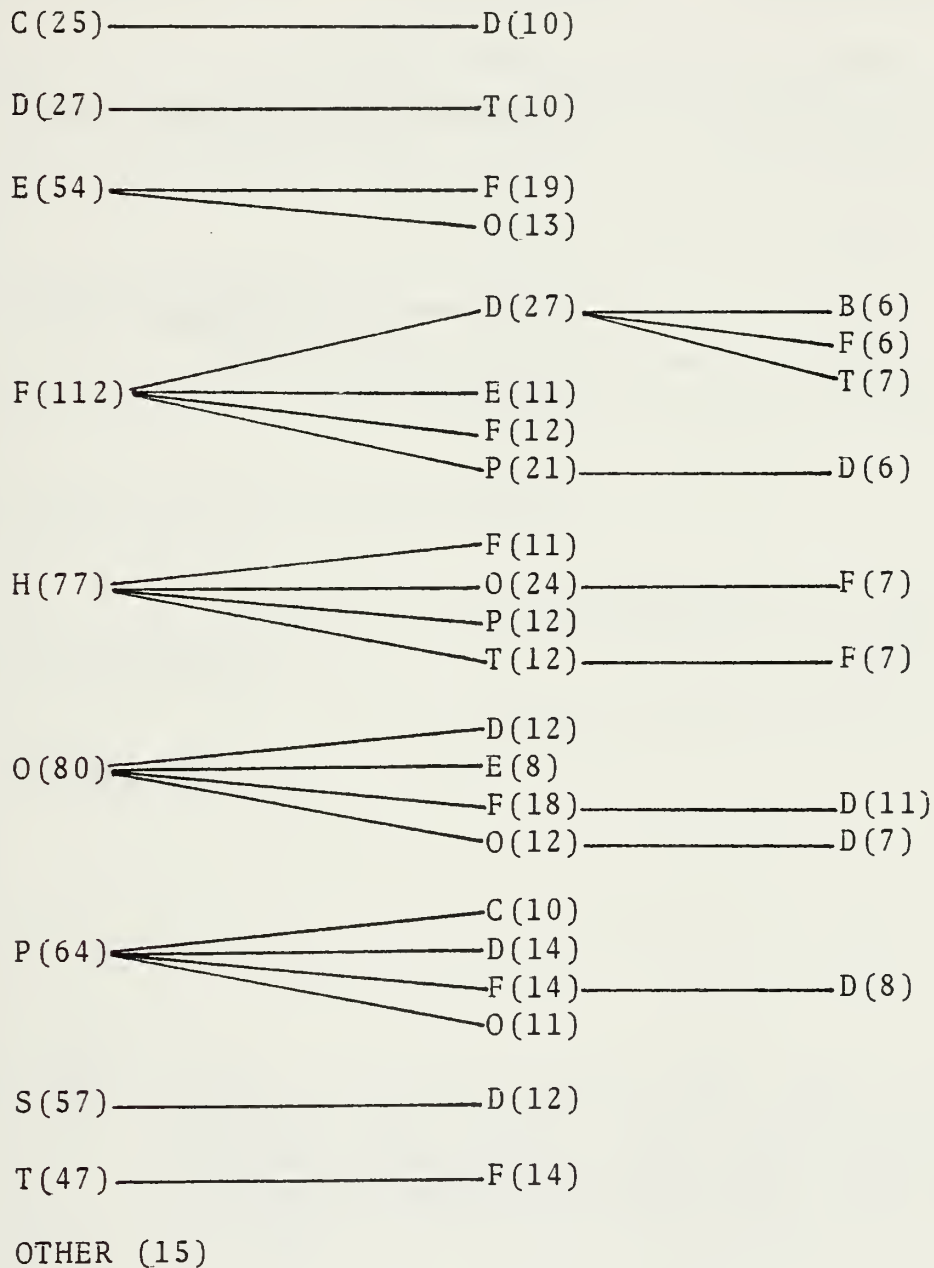 C(25) D(10)
D(27) T(10)
E(54) F(19)
O(13)
D(27) B(6)
F(6)
T(7)
F(112) E(11)
F(12)
P(21) D(6)
F(11)
H(77) O(24) F(7)
P(12)
T(12) F(7)
D(12)
O(80) E(8)
F(18) D(11)
O(12) D(7)
C(10)
P(64) D(14)
F(14) D(8)
O(11)
S(57) D(12)
T(47) F(14)
OTHER (15)